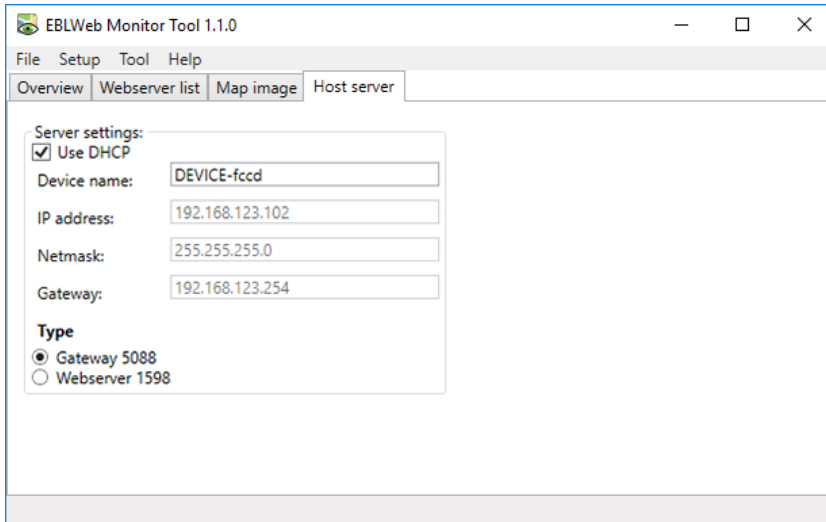 EBLWeb Monitor Tool 1.1.0
File Setup Tool Help
Overview Webserver list Map image Host server
Server settings:
Use DHCP
Device name: DEVICE-fccd
IP address: 192.168.123.102
Netmask: 255.255.255.0
Gateway: 192.168.123.254
Type
Gateway 5088
Webserver 1598